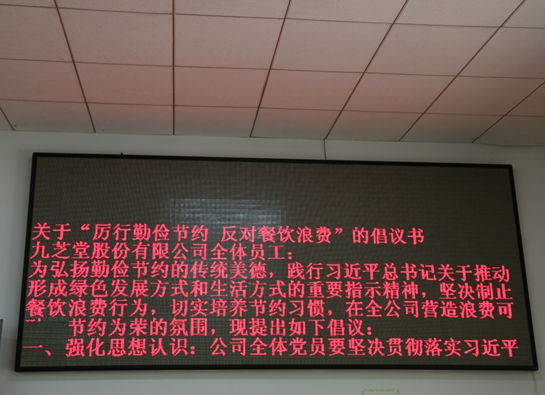 关于“厉行勤俭节约 反对餐饮浪费”的倡议书
九芝堂股份有限公司全体员工:
为弘扬勤俭节约的传统美德，践行习近平总书记关于推动
形成绿色发展方式和生活方式的重要指示精神，坚决制止
餐饮浪费行为，切实培养节约习惯，在全公司营造浪费可
节约为荣的氛围，现提出如下倡议:
一、强化思想认识: 公司全体党员要坚决贯彻落实习近平